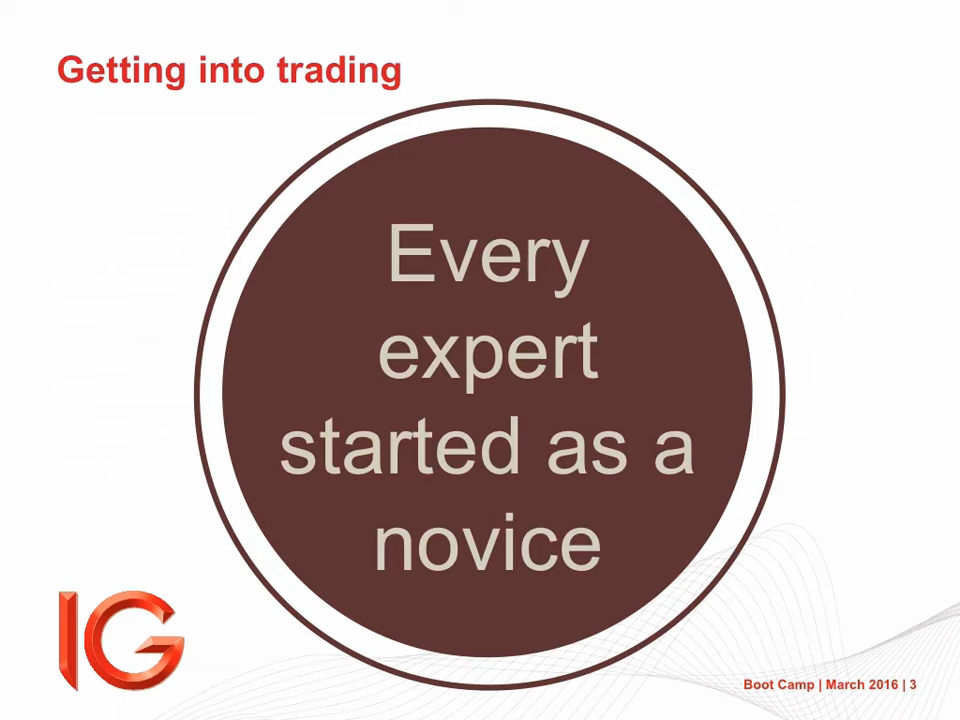 Getting into trading
Every
expert
started as a
novice
IG
Boot Camp | March 2016 | 3